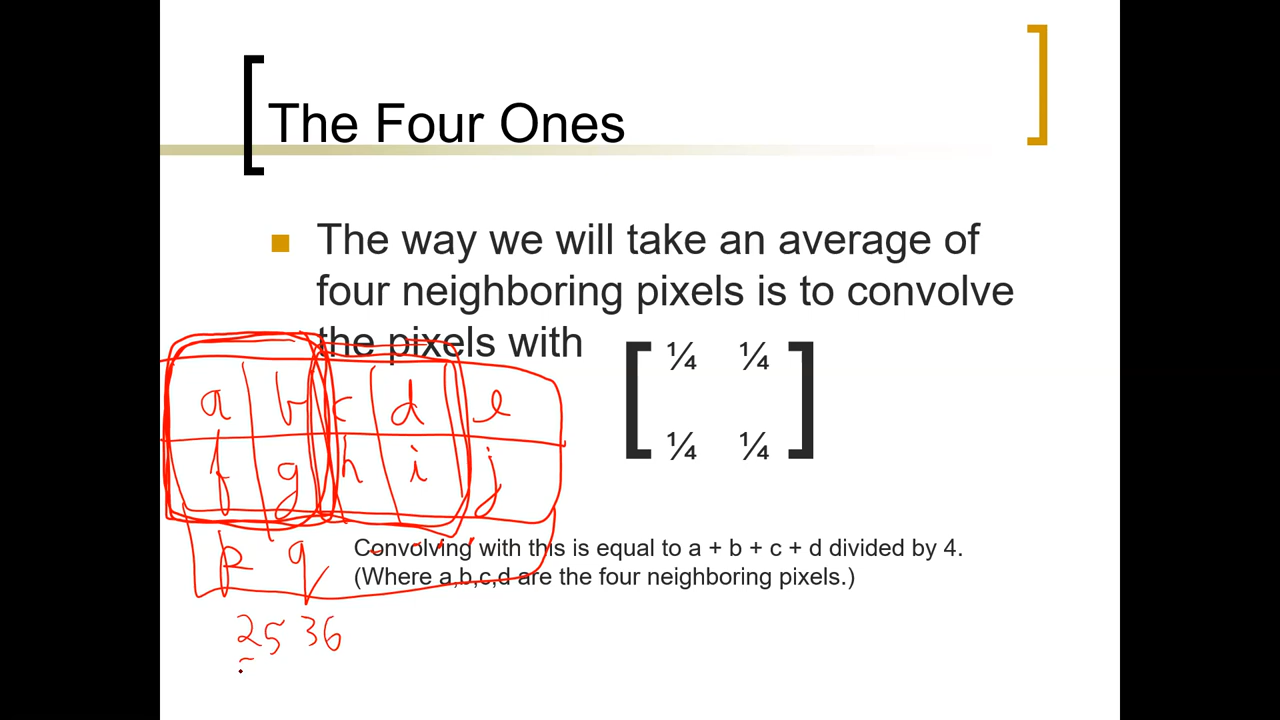 The Four Ones
The way we will take an average of
four neighboring pixels is to convolve
the pixels with
¼ ¼
¼ ¼
a b c d e
f g h i j
p q
Convolving with this is equal to a + b + c + d divided by 4.
(Where a,b,c,d are the four neighboring pixels.)
25 36